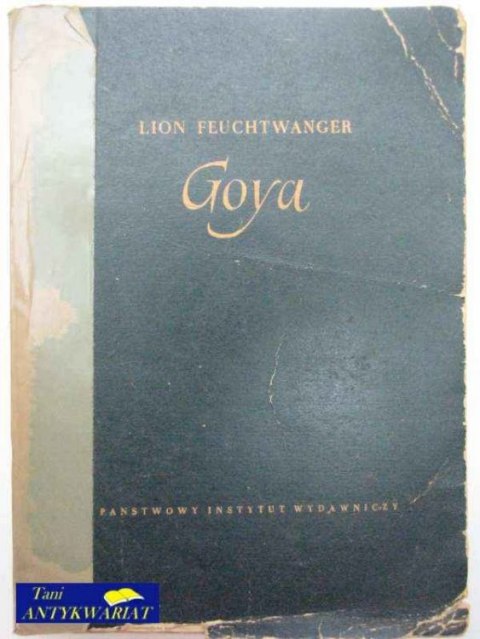 LION FEUCHTWANGER
Goya
PANSTWOWY INSTYTUT WYDAWNICZY
Tani
ANTYKWARIAT